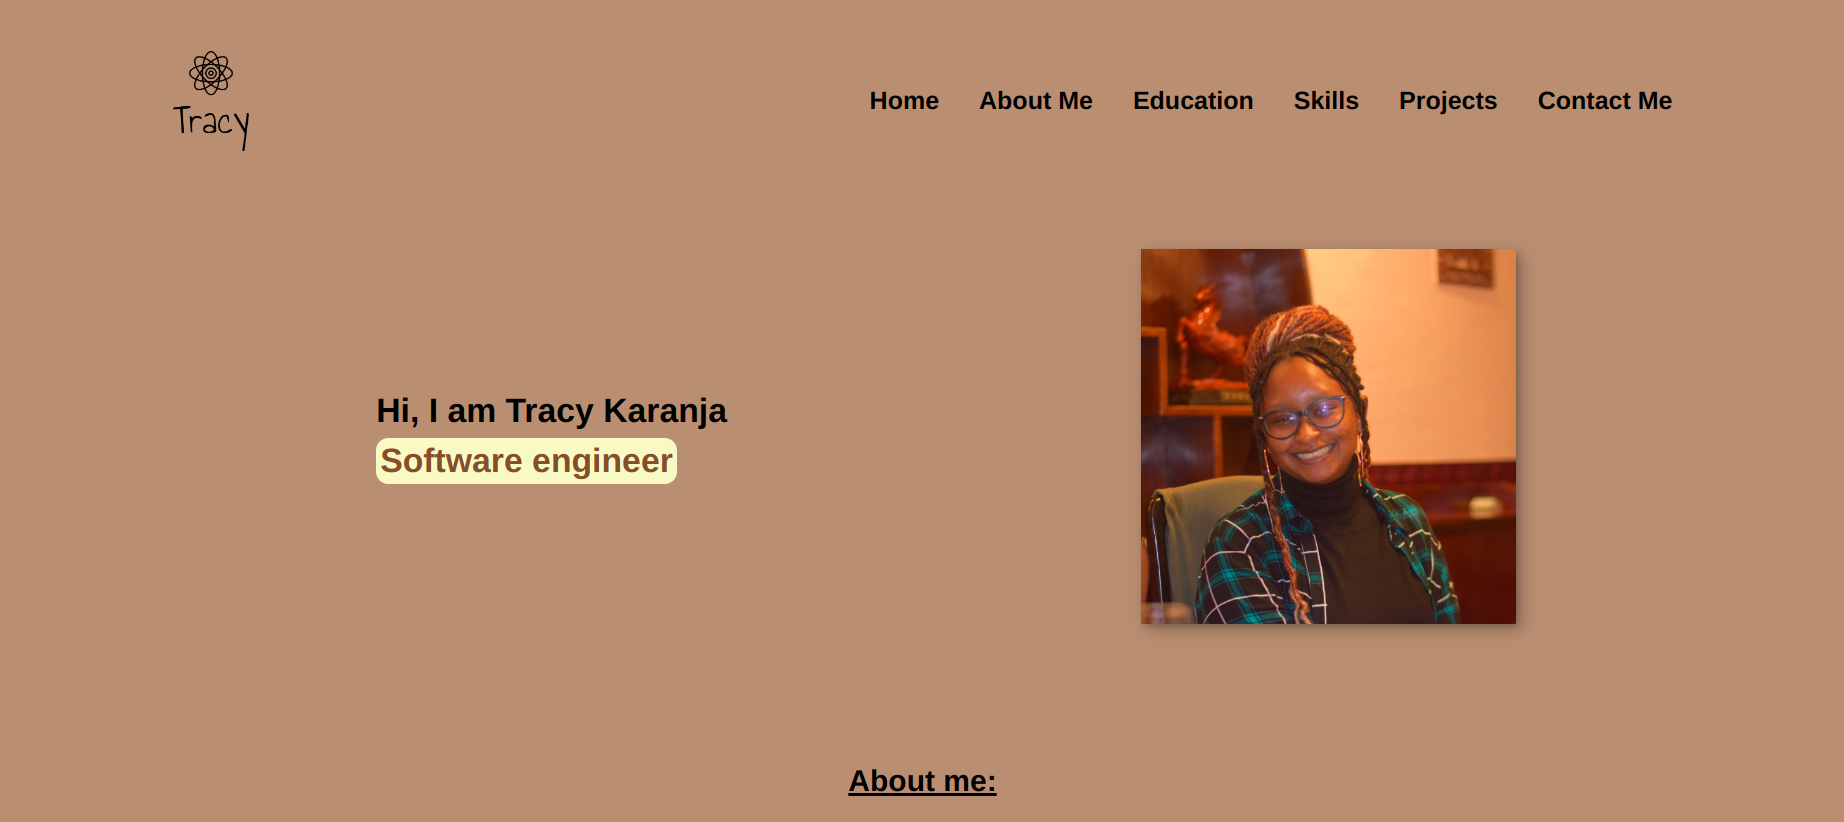 Tracy
Home About Me Education Skills Projects Contact Me
Hi, I am Tracy Karanja
Software engineer
About me: